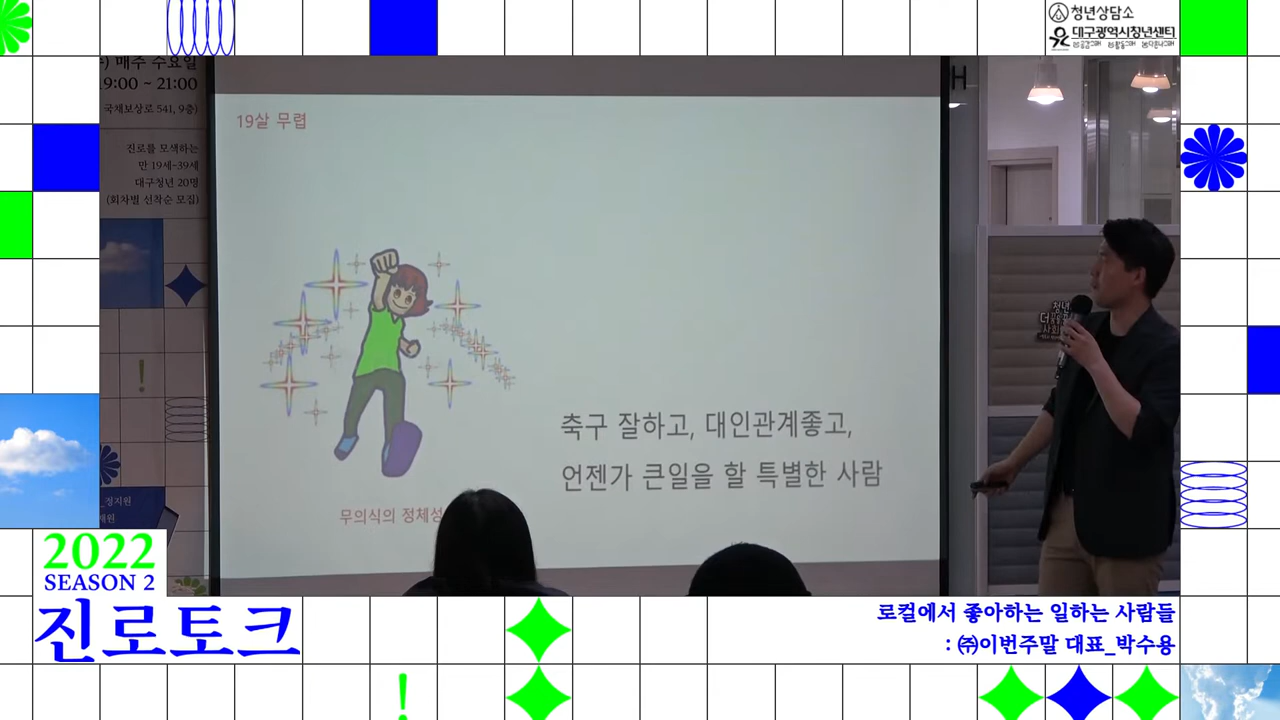 청년상담소
대구광역시청년센터
) 매주 수요일
19:00 ~ 21:00
국채보상로 541, 9층)
진로를 모색하는
만 19세~39세
대구청년 20명
(회차별 선착순 모집)
H
19살 무렵
축구 잘하고, 대인관계좋고,
언젠가 큰일을 할 특별한 사람
무의식의 정체성
청년,
_정지원
2022
SEASON 2
진로토크
로컬에서 좋아하는 일하는 사람들
: ㈜이번주말 대표_박수용